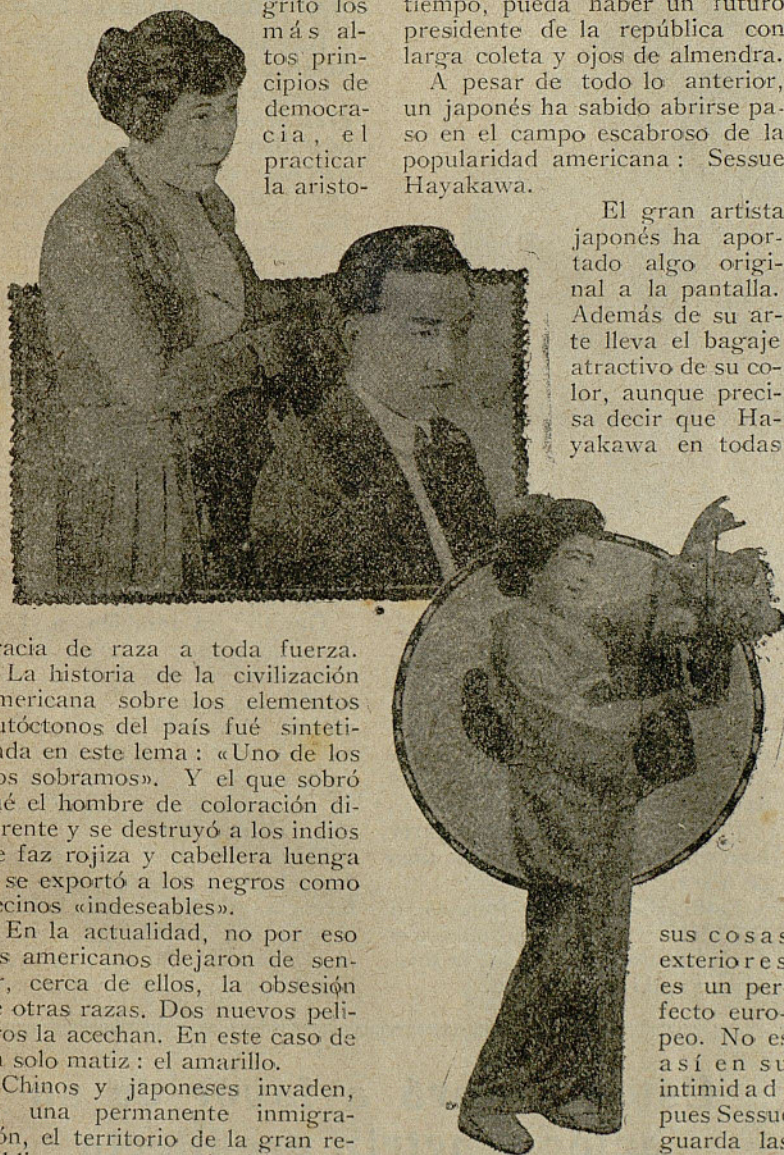 grito los
más al-
tos prin-
cipios de
democra-
cia, el
practicar
la aristo-
racia de raza a toda fuerza.
La historia de la civilización
mericana sobre los elementos
utóctonos del país fué sinteti-
ada en este lema : «Uno de los
os sobramos». Y el que sobró
é el hombre de coloración di-
rente y se destruyó a los indios
e faz rojiza y cabellera luenga
se exportó a los negros como
ecinos «indeseables».
En la actualidad, no por eso
s americanos dejaron de sen-
r, cerca de ellos, la obsesión
e otras razas. Dos nuevos peli-
ros la acechan. En este caso de
solo matiz : el amarillo.
Chinos y japoneses invaden,
una permanente inmigra-
ón, el territorio de la gran re-
tiempo, pueda haber un futuro
presidente de la república con
larga coleta y ojos de almendra.
A pesar de todo lo anterior,
un japonés ha sabido abrirse pa-
so en el campo escabroso de la
popularidad americana : Sessue
Hayakawa.
El gran artista
japonés ha apor-
tado algo origi-
nal a la pantalla.
Además de su ar-
te lleva el bagaje
atractivo de su co-
lor, aunque preci-
sa decir que Ha-
yakawa en todas
sus cosas
exteriores
es un per-
fecto euro-
peo. No es
así en su
intimidad
pues Sessue
guarda las